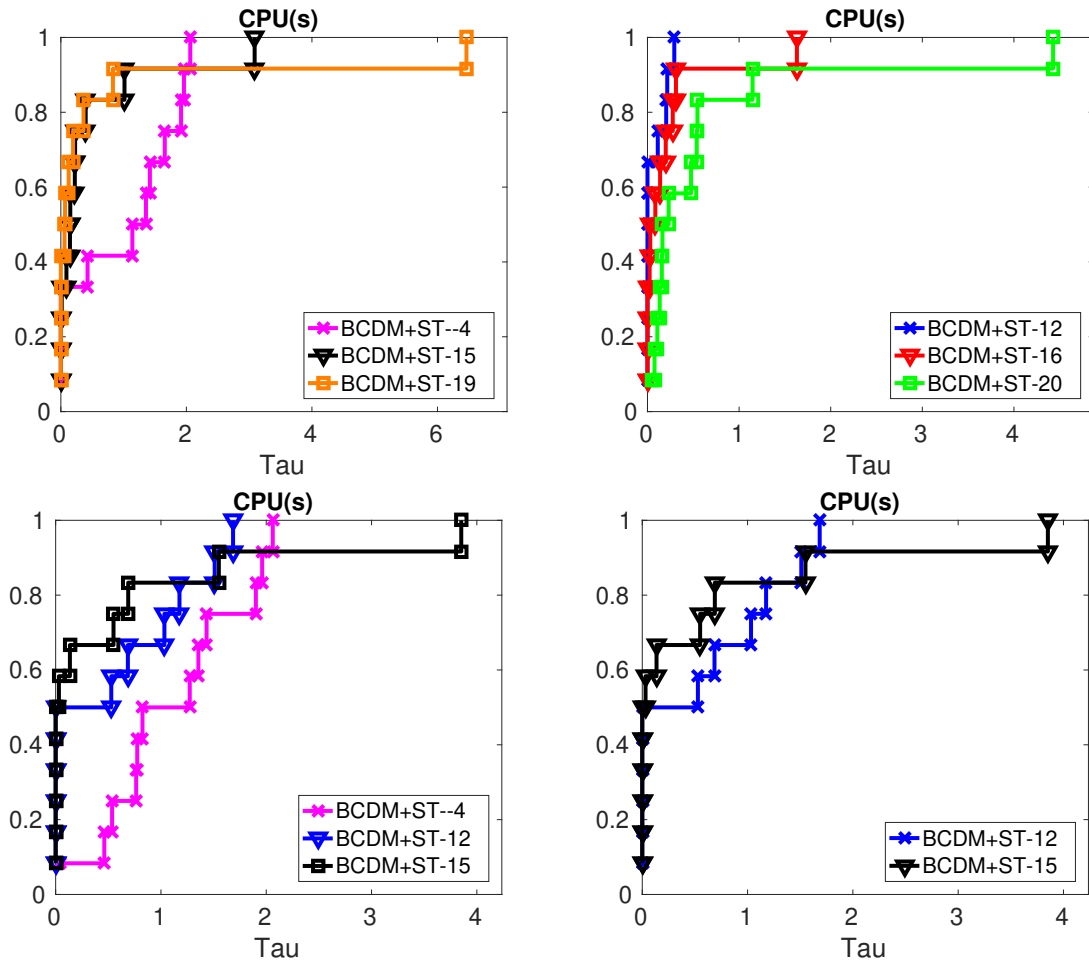 CPU(s)
1
0.8
0.6
0.4
0.2
0
0
2
4
6
Tau
BCDM+ST--4
BCDM+ST-15
BCDM+ST-19
CPU(s)
1
0.8
0.6
0.4
0.2
0
0
1
2
3
4
Tau
BCDM+ST-12
BCDM+ST-16
BCDM+ST-20
CPU(s)
1
0.8
0.6
0.4
0.2
0
0
1
2
3
4
Tau
BCDM+ST--4
BCDM+ST-12
BCDM+ST-15
CPU(s)
1
0.8
0.6
0.4
0.2
0
0
1
2
3
4
Tau
BCDM+ST-12
BCDM+ST-15